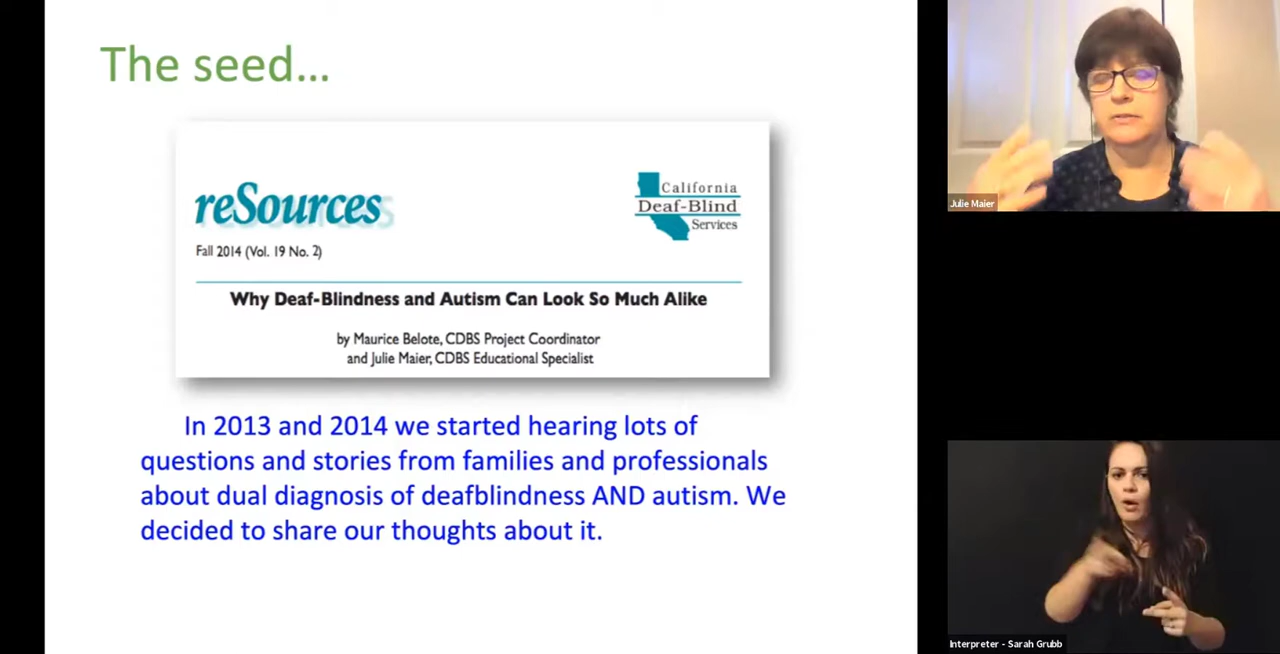 The seed...
reSources
California
Deaf-Blind
Services
Fall 2014 (Vol. 19 No. 2)
Why Deaf-Blindness and Autism Can Look So Much Alike
by Maurice Belote, CDBS Project Coordinator
and Julie Maier, CDBS Educational Specialist
In 2013 and 2014 we started hearing lots of
questions and stories from families and professionals
about dual diagnosis of deafblindness AND autism. We
decided to share our thoughts about it.
Julie Maier
Interpreter - Sarah Grubb